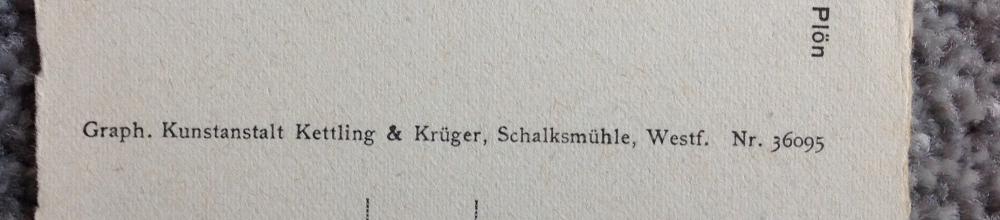 Plön
Graph. Kunstanstalt Kettling & Krüger, Schalksmühle, Westf. Nr. 36095